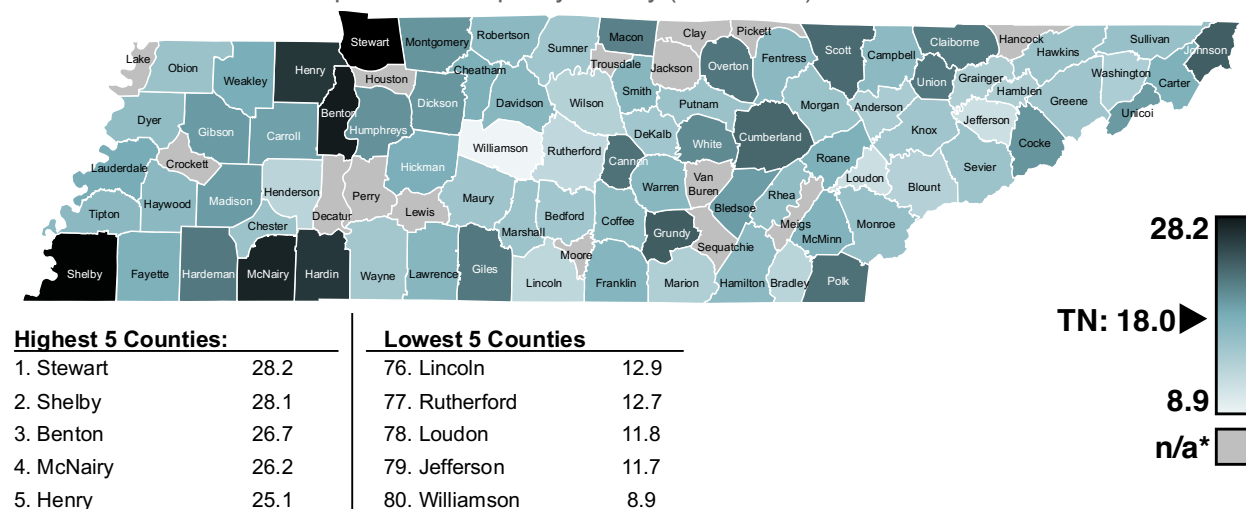 Stewart
Montgomery
Robertson
Sumner
Macon
Clay
Pickett
Scott
Campbell
Claiborne
Hancock
Hawkins
Sullivan
Johnson
Lake
Obion
Weakley
Henry
Houston
Cheatham
Trousdale
Jackson
Overton
Fentress
Union
Grainger
Hamblen
Washington
Carter
Dyer
Gibson
Carroll
Benton
Humphreys
Dickson
Davidson
Wilson
Smith
Putnam
Morgan
Anderson
Knox
Jefferson
Greene
Unicoi
Lauderdale
Crockett
Henderson
Hickman
Williamson
Rutherford
DeKalb
Cannon
White
Cumberland
Roane
Loudon
Blount
Sevier
Cocke
Tipton
Haywood
Madison
Chester
Decatur
Perry
Lewis
Maury
Marshall
Bedford
Coffee
Warren
Van
Buren
Bledsoe
Rhea
Meigs
McMinn
Monroe
Shelby
Fayette
Hardeman
McNairy
Hardin
Wayne
Lawrence
Giles
Lincoln
Moore
Franklin
Grundy
Marion
Sequatchie
Hamilton
Bradley
Polk
28.2
TN: 18.0
8.9
n/a*
Highest 5 Counties:
1. Stewart 28.2
2. Shelby 28.1
3. Benton 26.7
4. McNairy 26.2
5. Henry 25.1
Lowest 5 Counties
76. Lincoln 12.9
77. Rutherford 12.7
78. Loudon 11.8
79. Jefferson 11.7
80. Williamson 8.9